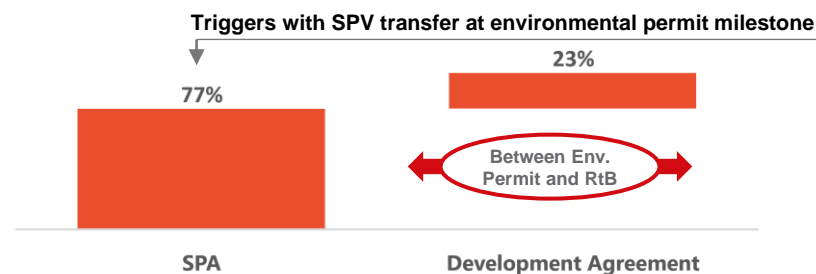 Triggers with SPV transfer at environmental permit milestone
77%
23%
Between Env.
Permit and RtB
SPA
Development Agreement